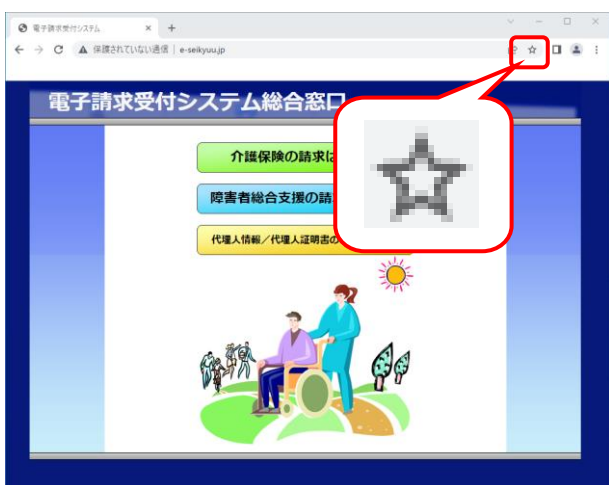 電子請求受付システム
保護されていない通信 | e-seikyuu.jp
電子請求受付システム総合窓口
介護保険の請求は
障害者総合支援の請
代理人情報／代理人証明書の